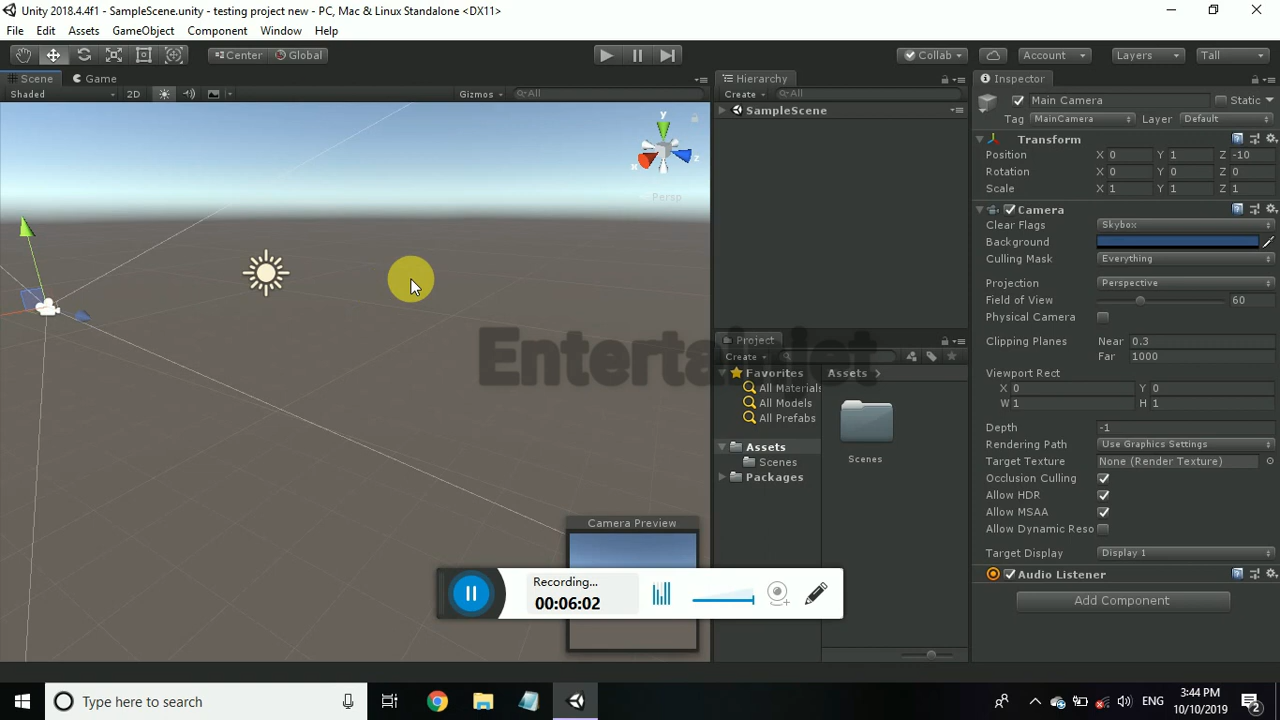 Unity 2018.4.4f1 - SampleScene.unity - testing project new - PC, Mac & Linux Standalone <DX11>
File Edit Assets GameObject Component Window Help
Center Global Collab Account Layers Tall
Scene Game
Shaded 2D Gizmos All
y
x z
Persp
Entertainiet
Camera Preview
Hierarchy
Create All
SampleScene
Project
Create
Favorites
All Materials
All Models
All Prefabs
Assets
Scenes
Packages
Assets
Scenes
Inspector
Main Camera Static
Tag MainCamera Layer Default
Transform
Position X 0 Y 1 Z -10
Rotation X 0 Y 0 Z 0
Scale X 1 Y 1 Z 1
Camera
Clear Flags Skybox
Background
Culling Mask Everything
Projection Perspective
Field of View 60
Physical Camera
Clipping Planes Near 0.3
Far 1000
Viewport Rect
X 0 Y 0
W 1 H 1
Depth -1
Rendering Path Use Graphics Settings
Target Texture None (Render Texture)
Occlusion Culling
Allow HDR
Allow MSAA
Allow Dynamic Reso
Target Display Display 1
Audio Listener
Add Component
Recording...
00:06:02
Type here to search
ENG
3:44 PM
10/10/2019
2